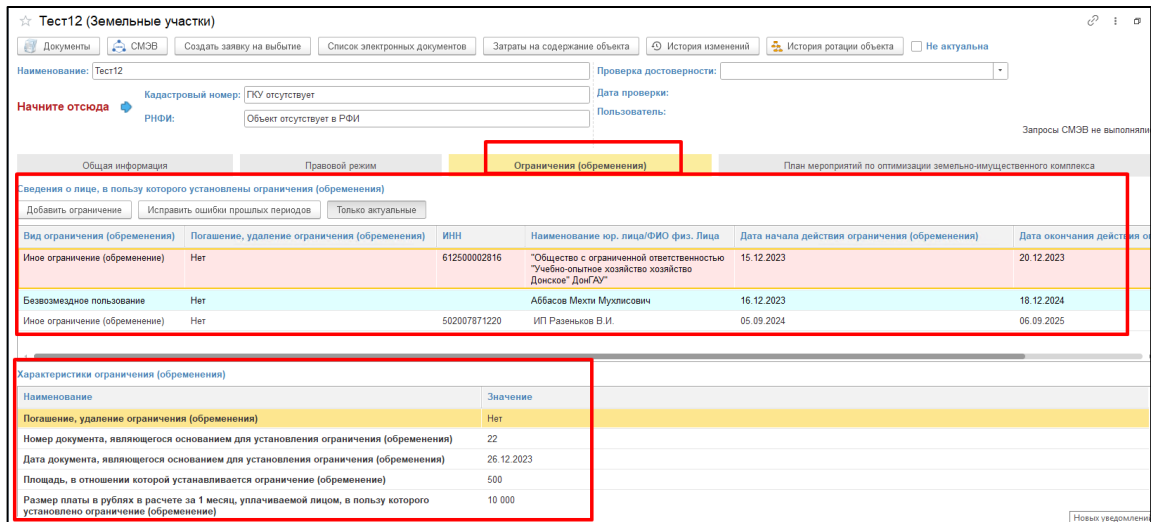 Тест12 (Земельные участки)
Документы СМЭВ Создать заявку на выбытие Список электронных документов Затраты на содержание объекта История изменений История ротации объекта Не актуальна
Наименование: Тест12 Проверка достоверности:
Кадастровый номер: ГКУ отсутствует Дата проверки:
Начните отсюда
РНФИ: Объект отсутствует в РФИ Пользователь:
Запросы СМЭВ не выполняли
Общая информация Правовой режим Ограничения (обременения) План мероприятий по оптимизации земельно-имущественного комплекса
Сведения о лице, в пользу которого установлены ограничения (обременения)
Добавить ограничение Исправить ошибки прошлых периодов Только актуальные
Вид ограничения (обременения) Погашение, удаление ограничения (обременения) ИНН Наименование юр. лица/ФИО физ. Лица Дата начала действия ограничения (обременения) Дата окончания действия о
Иное ограничение (обременение) Нет 612500002816 "Общество с ограниченной ответственностью 15.12.2023 20.12.2023
"Учебно-опытное хозяйство хозяйство
Донское" ДонГАУ"
Безвозмездное пользование Нет Аббасов Мехти Мухлисович 16.12.2023 18.12.2024
Иное ограничение (обременение) Нет 502007871220 ИП Разеньков В.И. 05.09.2024 06.09.2025
Характеристики ограничения (обременения)
Наименование Значение
Погашение, удаление ограничения (обременения) Нет
Номер документа, являющегося основанием для установления ограничения (обременения) 22
Дата документа, являющегося основанием для установления ограничения (обременения) 26.12.2023
Площадь, в отношении которой устанавливается ограничение (обременение) 500
Размер платы в рублях в расчете за 1 месяц, уплачиваемой лицом, в пользу которого 10 000
установлено ограничение (обременение)
Новых уведомлени